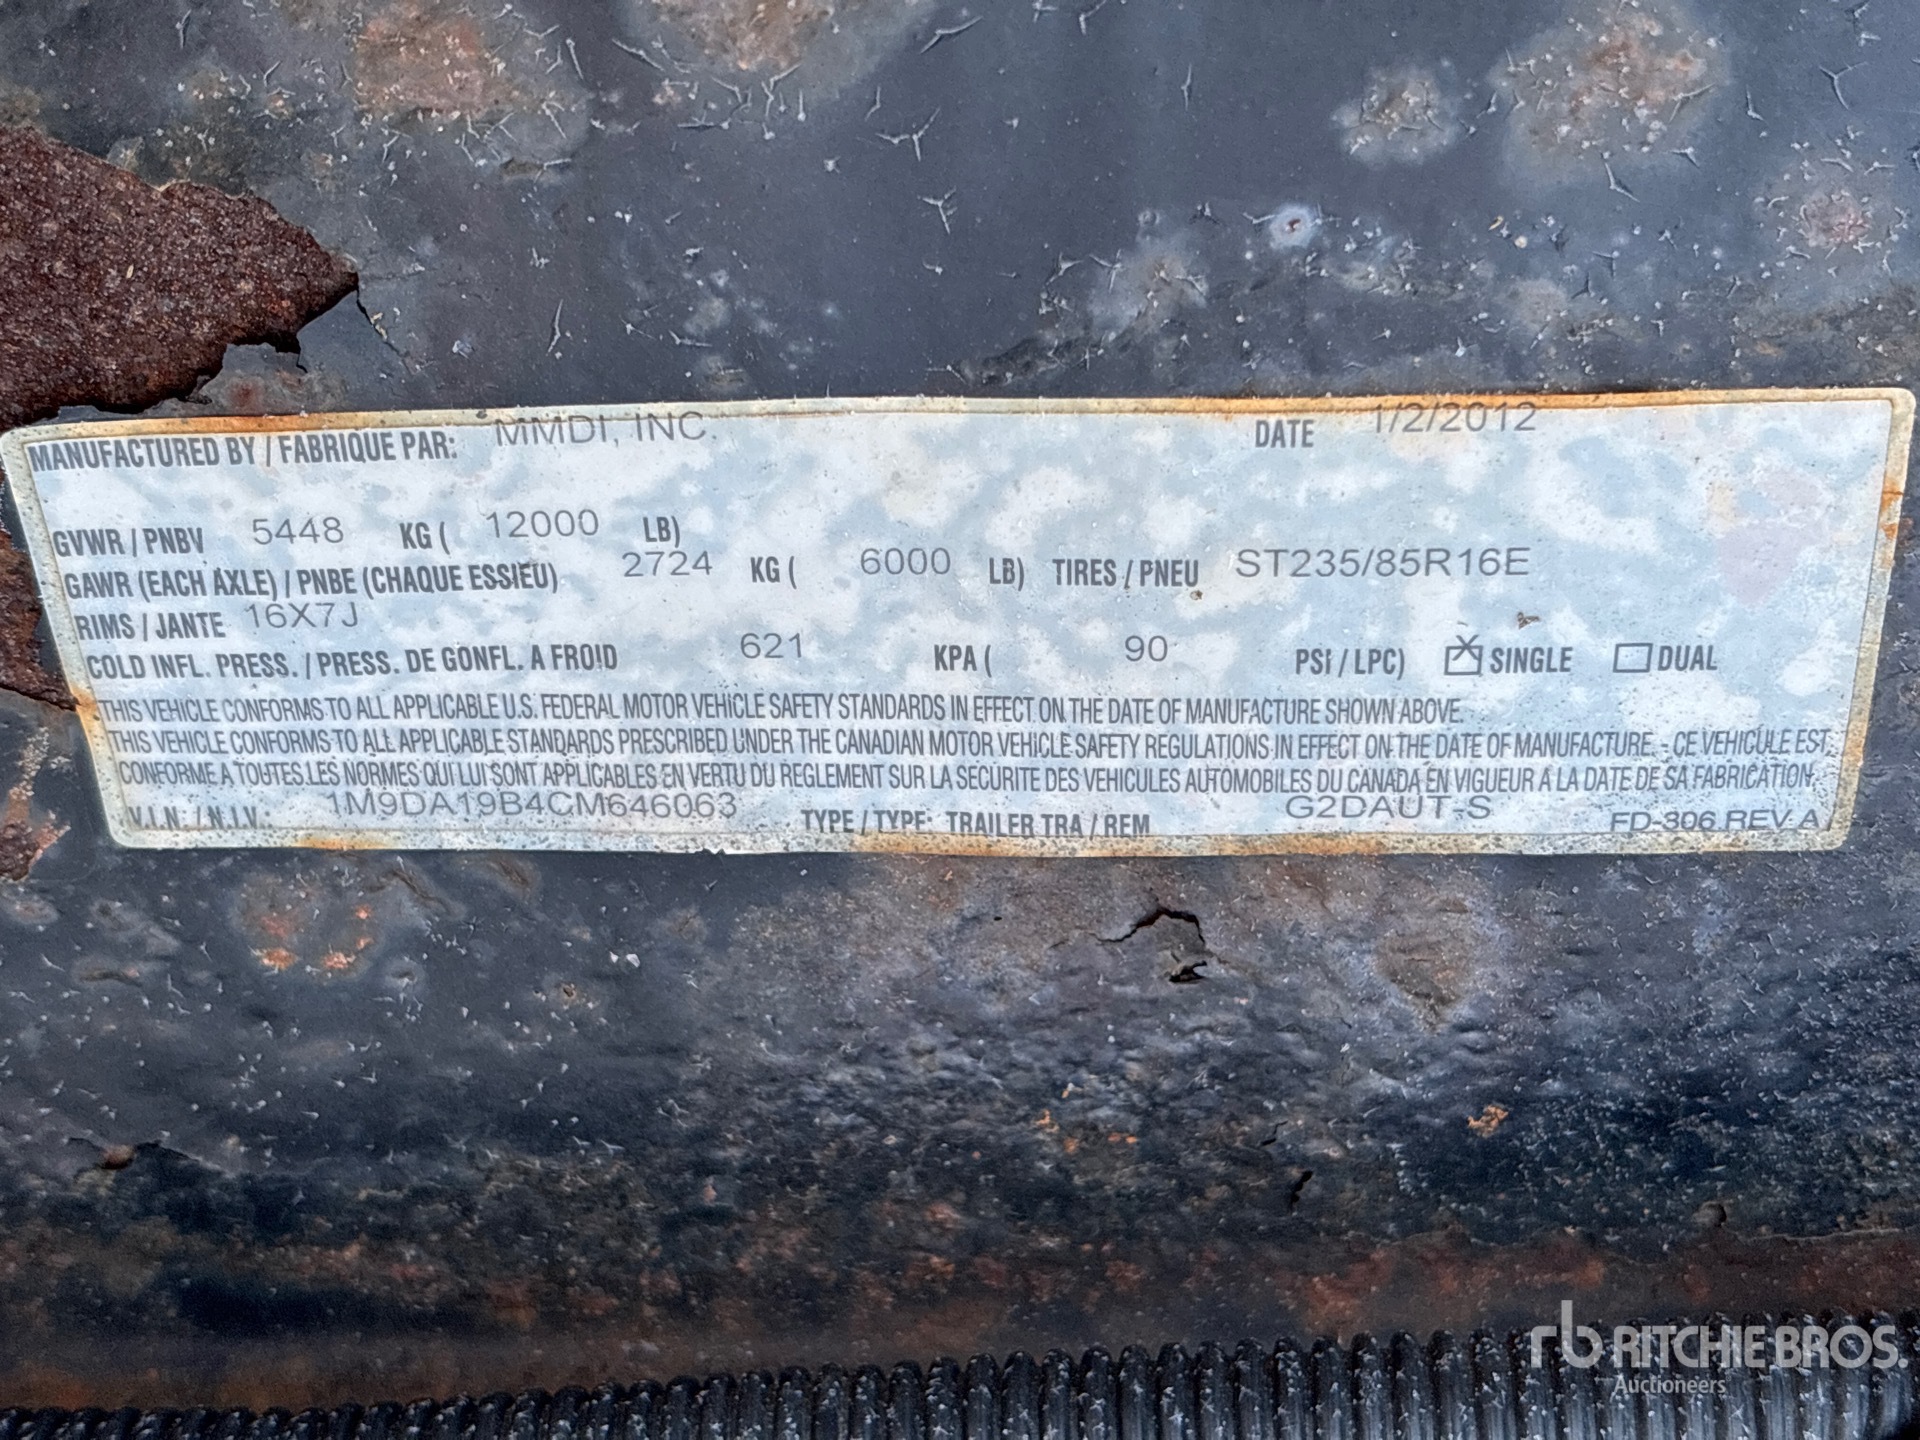 MANUFACTURED BY / FABRIQUE PAR: MMDI, INC. DATE 1/2/2012
GVWR / PNBV 5448 KG ( 12000 LB)
GAWR (EACH AXLE) / PNBE (CHAQUE ESSIEU) 2724 KG ( 6000 LB) TIRES / PNEU ST235/85R16E
RIMS / JANTE 16X7J
COLD INFL. PRESS. / PRESS. DE GONFL. A FROID 621 KPA ( 90 PSI / LPC) X SINGLE DUAL
THIS VEHICLE CONFORMS TO ALL APPLICABLE U.S. FEDERAL MOTOR VEHICLE SAFETY STANDARDS IN EFFECT ON THE DATE OF MANUFACTURE SHOWN ABOVE.
THIS VEHICLE CONFORMS TO ALL APPLICABLE STANDARDS PRESCRIBED UNDER THE CANADIAN MOTOR VEHICLE SAFETY REGULATIONS IN EFFECT ON THE DATE OF MANUFACTURE. - CE VEHICULE EST
CONFORME A TOUTES LES NORMES QUI LUI SONT APPLICABLES EN VERTU DU REGLEMENT SUR LA SECURITE DES VEHICULES AUTOMOBILES DU CANADA EN VIGUEUR A LA DATE DE SA FABRICATION.
V.I.N. / N.I.V.: 1M9DA19B4CM646063 TYPE / TYPE: TRAILER TRA / REM G2DAUT-S FD-306 REV A
rb RITCHIE BROS.
Auctioneers